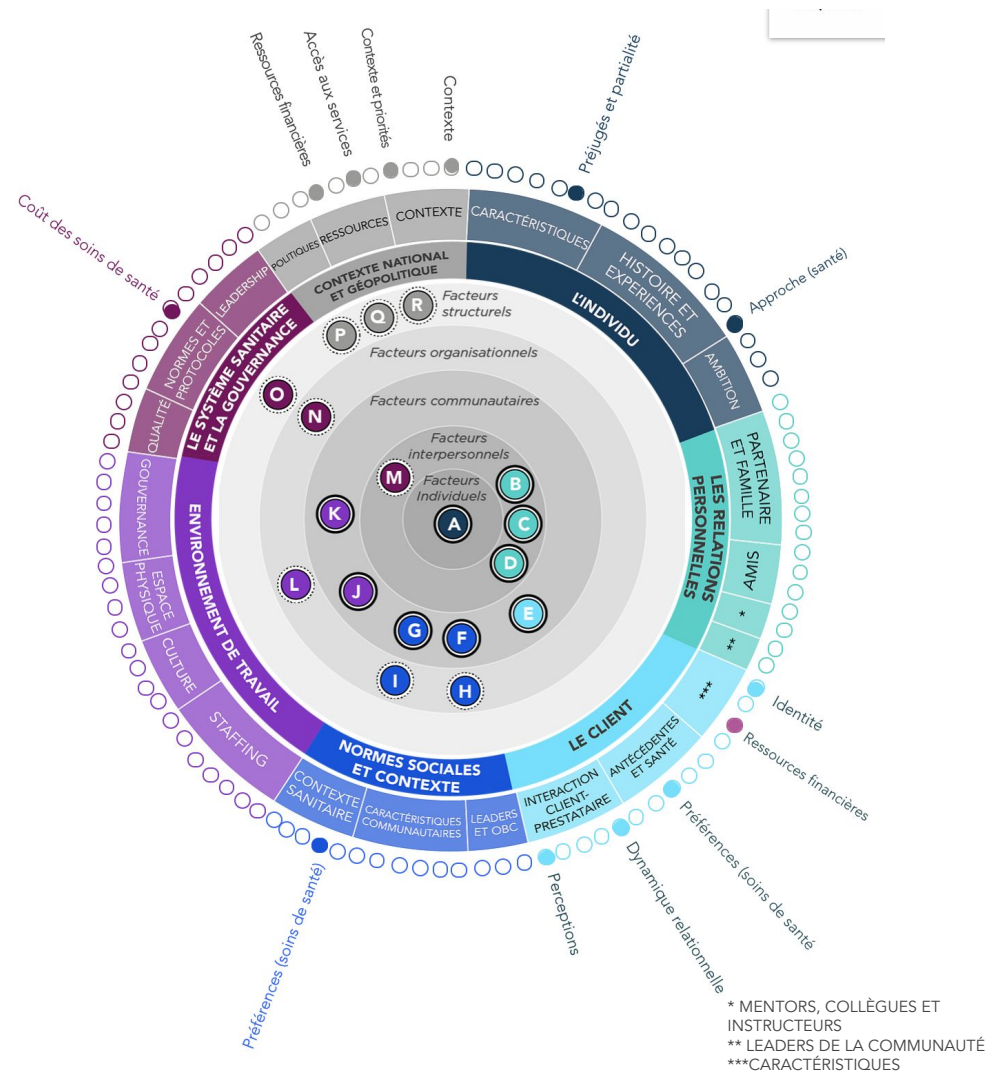 Ressources financières
Accès aux services
Contexte et priorités
Contexte
Préjugés et partialité
Approche (santé)
Coût des soins de santé
POLITIQUES
RESSOURCES
CONTEXTE
CARACTÉRISTIQUES
HISTOIRE ET
EXPERIENCES
AMBITION
LEADERSHIP
NORMES ET
PROTOCOLES
QUALITÉ
CONTEXTE NATIONAL
ET GÉOPOLITIQUE
L'INDIVIDU
LE SYSTÈME SANITAIRE
ET LA GOUVERNANCE
Facteurs
structurels
Facteurs organisationnels
Facteurs communautaires
Facteurs
interpersonnels
Facteurs
Individuels
R
Q
P
O
N
M
B
A
C
K
D
L
J
E
G
F
I
H
PARTENAIRE
ET FAMILLE
AMIS
*
**
***
LES RELATIONS
PERSONNELLES
GOUVERNANCE
ESPACE
PHYSIQUE
CULTURE
STAFFING
ENVIRONNEMENT DE TRAVAIL
LE CLIENT
NORMES SOCIALES
ET CONTEXTE
CONTEXTE
SANITAIRE
CARACTÉRISTIQUES
COMMUNAUTAIRES
LEADERS
ET OBC
INTERACTION
CLIENT-
PRESTATAIRE
ANTÉCÉDENTES
ET SANTÉ
Identité
Ressources financières
Préférences (soins de santé
Dynamique relationnelle
Perceptions
Préférences (soins de santé)
* MENTORS, COLLÈGUES ET
INSTRUCTEURS
** LEADERS DE LA COMMUNAUTÉ
***CARACTÉRISTIQUES